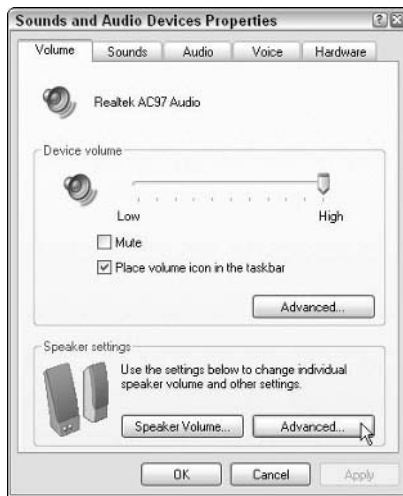 Sounds and Audio Devices Properties
Volume Sounds Audio Voice Hardware
Realtek AC97 Audio
Device volume
Low High
Mute
Place volume icon in the taskbar
Advanced...
Speaker settings
Use the settings below to change individual
speaker volume and other settings.
Speaker Volume... Advanced...
OK Cancel Apply